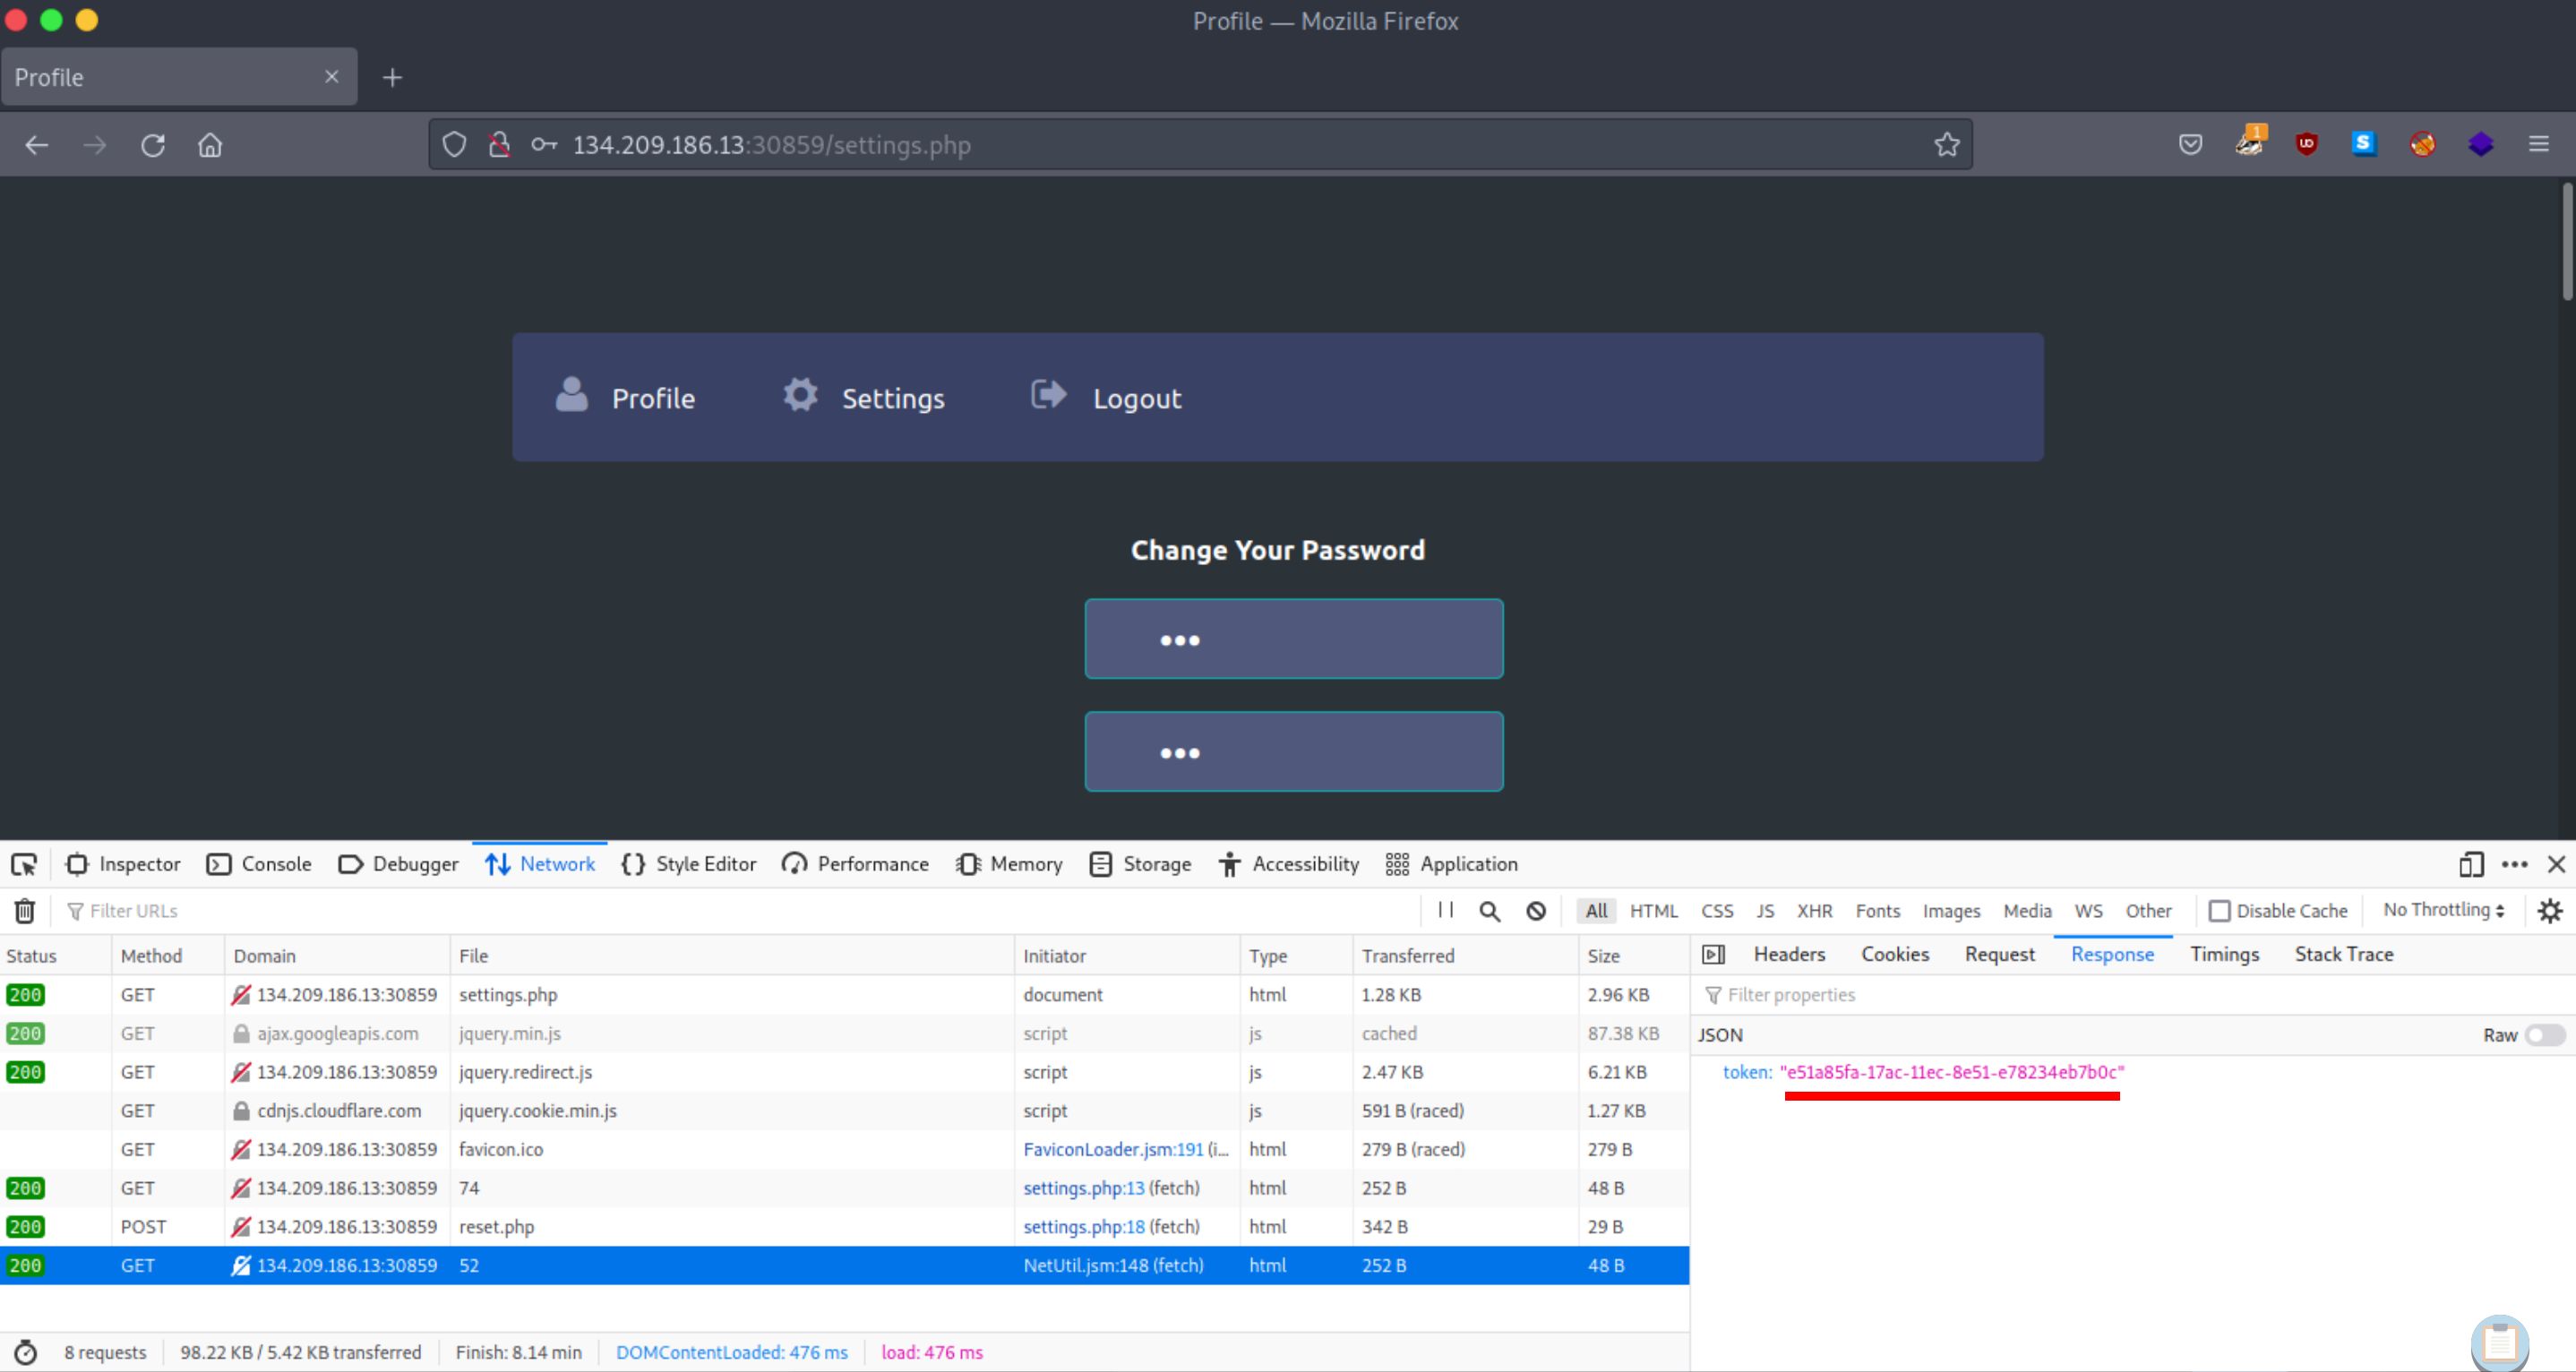 Profile — Mozilla Firefox
Profile
134.209.186.13:30859/settings.php
1
UD
S
Profile Settings Logout
Change Your Password
•••
•••
Inspector Console Debugger Network Style Editor Performance Memory Storage Accessibility Application
Filter URLs All HTML CSS JS XHR Fonts Images Media WS Other Disable Cache No Throttling
Status Method Domain File Initiator Type Transferred Size
200 GET 134.209.186.13:30859 settings.php document html 1.28 KB 2.96 KB
200 GET ajax.googleapis.com jquery.min.js script js cached 87.38 KB
200 GET 134.209.186.13:30859 jquery.redirect.js script js 2.47 KB 6.21 KB
GET cdnjs.cloudflare.com jquery.cookie.min.js script js 591 B (raced) 1.27 KB
GET 134.209.186.13:30859 favicon.ico FaviconLoader.jsm:191 (i... html 279 B (raced) 279 B
200 GET 134.209.186.13:30859 74 settings.php:13 (fetch) html 252 B 48 B
200 POST 134.209.186.13:30859 reset.php settings.php:18 (fetch) html 342 B 29 B
200 GET 134.209.186.13:30859 52 NetUtil.jsm:148 (fetch) html 252 B 48 B
Headers Cookies Request Response Timings Stack Trace
Filter properties
JSON Raw
token: "e51a85fa-17ac-11ec-8e51-e78234eb7b0c"
8 requests 98.22 KB / 5.42 KB transferred Finish: 8.14 min DOMContentLoaded: 476 ms load: 476 ms